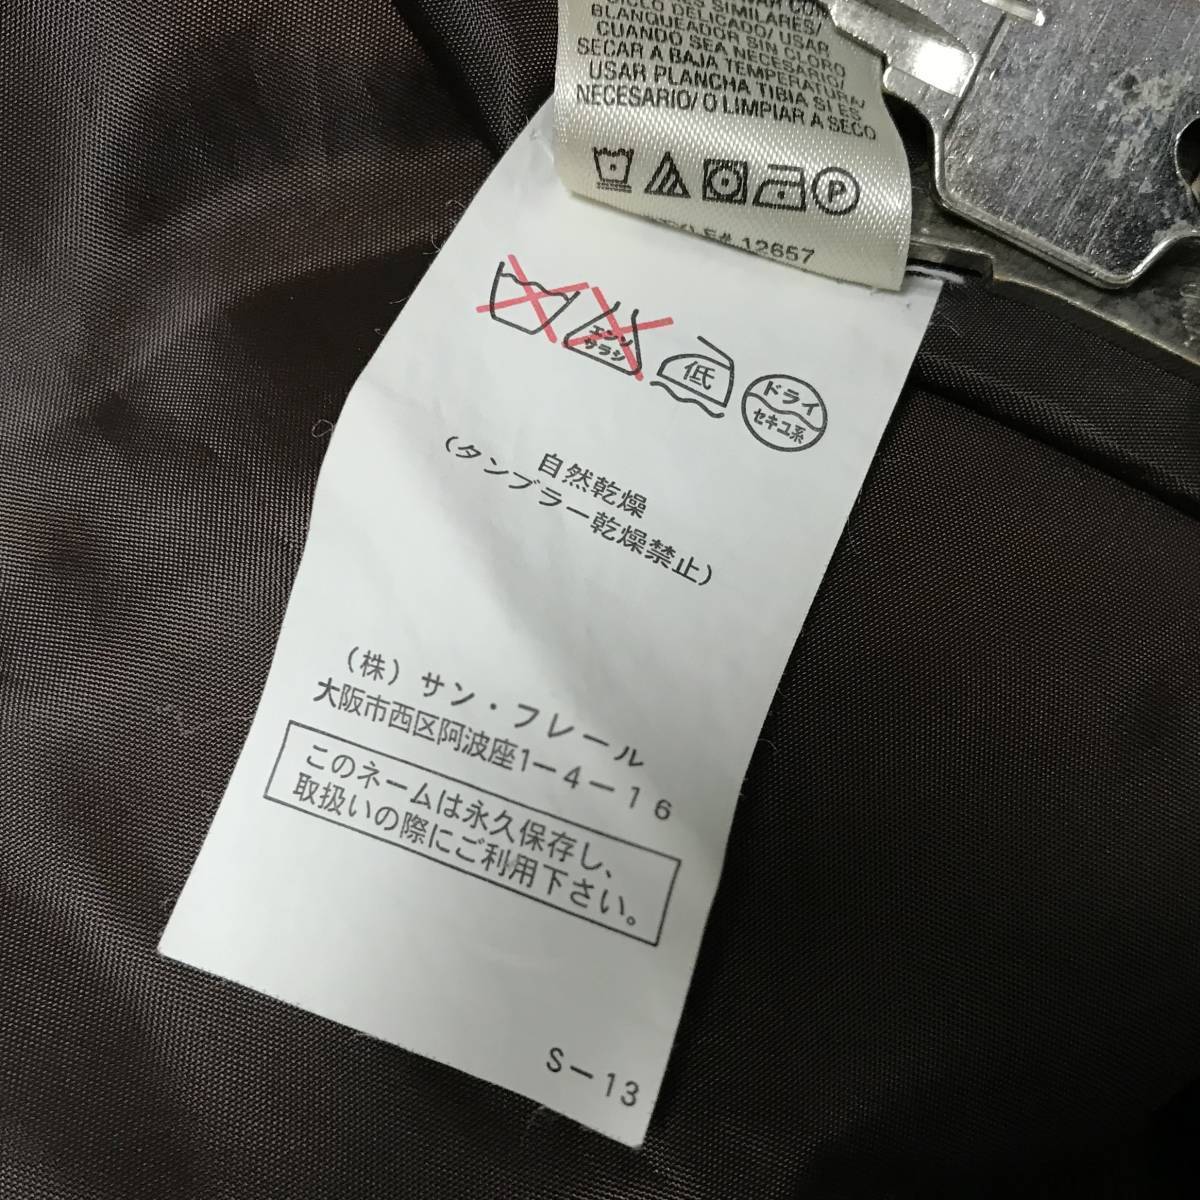 SIMILARES/
CICLO DELICADO/ USAR
BLANQUEADOR SIN CLORO
CUANDO SEA NECESARIO/
SECAR A BAJA TEMPERATURA/
USAR PLANCHA TIBIA SI ES
NECESARIO/ O LIMPIAR A SECO
P
# 12657
エンソ
サラシ
低
ドライ
セキユ系
自然乾燥
(タンブラー乾燥禁止)
(株) サン・フレール
大阪市西区阿波座1-4-16
このネームは永久保存し、
取扱いの際にご利用下さい。
S-13